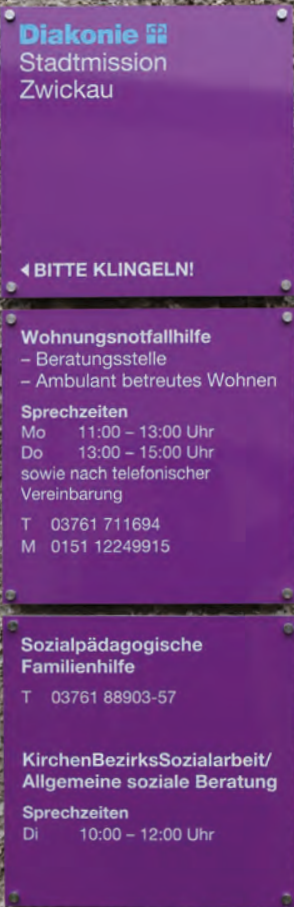 Diakonie
Stadtmission
Zwickau
BITTE KLINGELN!
Wohnungsnotfallhilfe
– Beratungsstelle
– Ambulant betreutes Wohnen
Sprechzeiten
Mo 11:00 – 13:00 Uhr
Do 13:00 – 15:00 Uhr
sowie nach telefonischer
Vereinbarung
T 03761 711694
M 0151 12249915
Sozialpädagogische
Familienhilfe
T 03761 88903-57
KirchenBezirksSozialarbeit/
Allgemeine soziale Beratung
Sprechzeiten
Di 10:00 – 12:00 Uhr